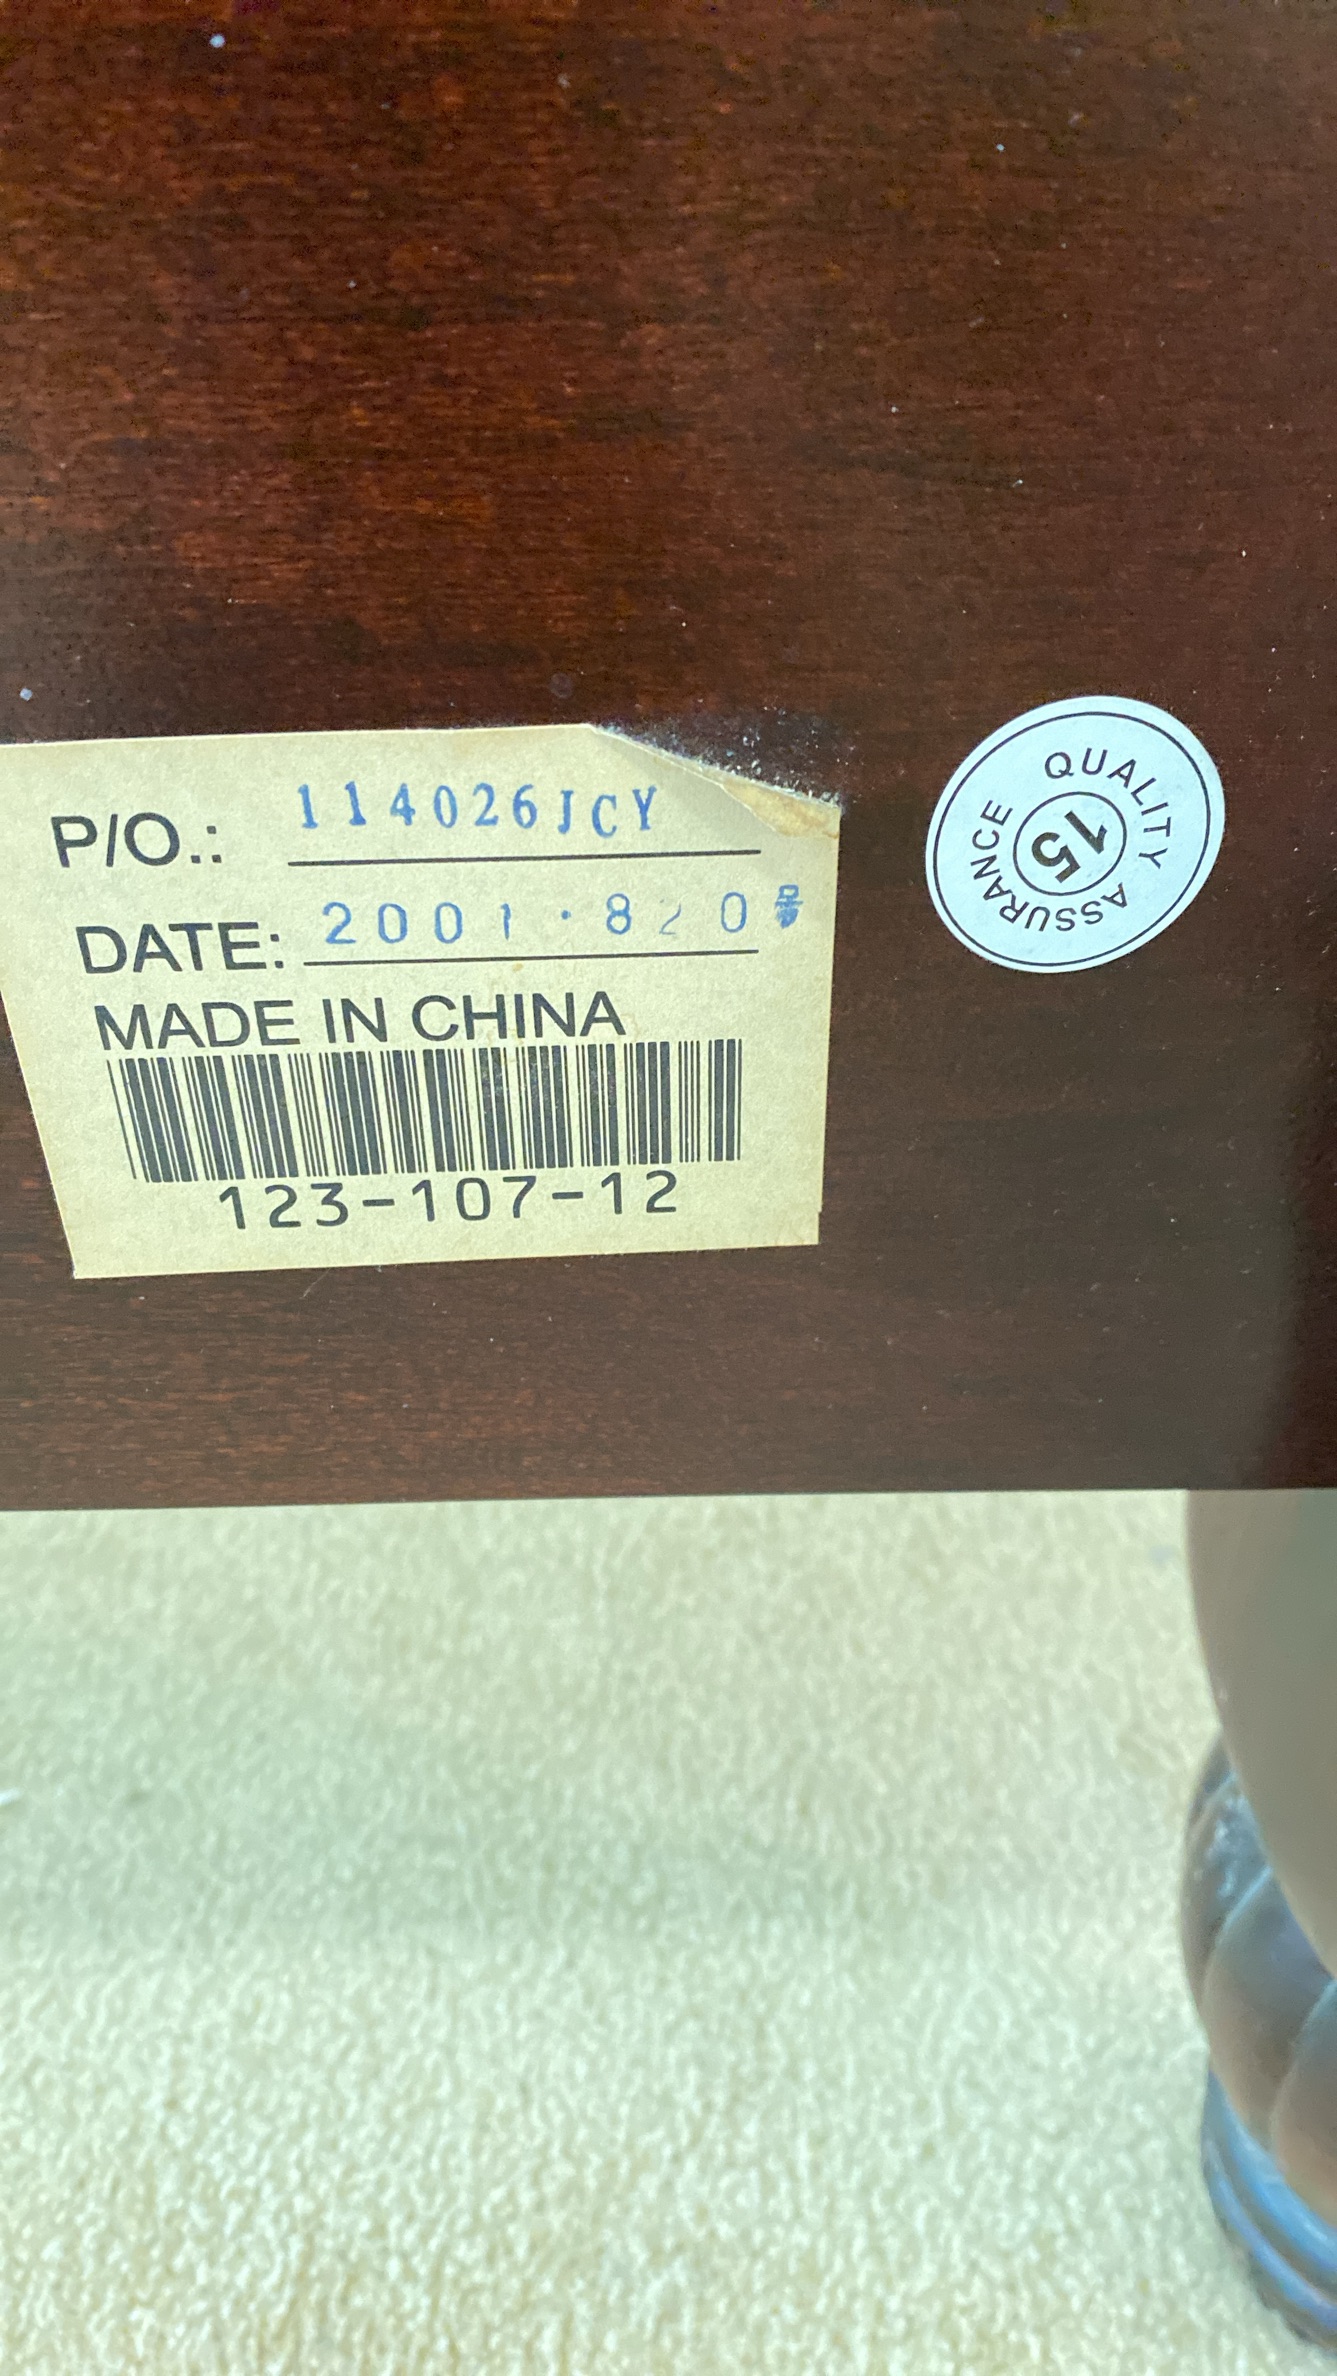 P/O.: 114026JCY
DATE: 2001·820
MADE IN CHINA
123-107-12
QUALITY ASSURANCE
15